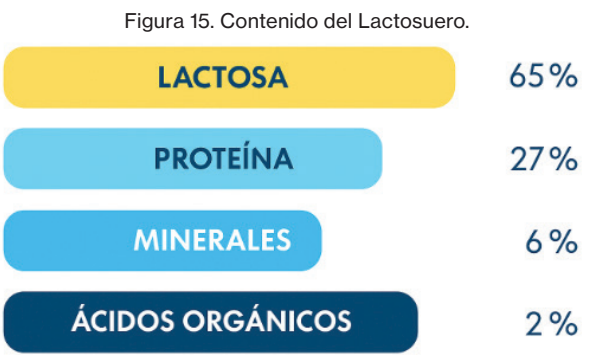 Figura 15. Contenido del Lactosuero.
LACTOSA 65 %
PROTEÍNA 27 %
MINERALES 6 %
ÁCIDOS ORGÁNICOS 2 %